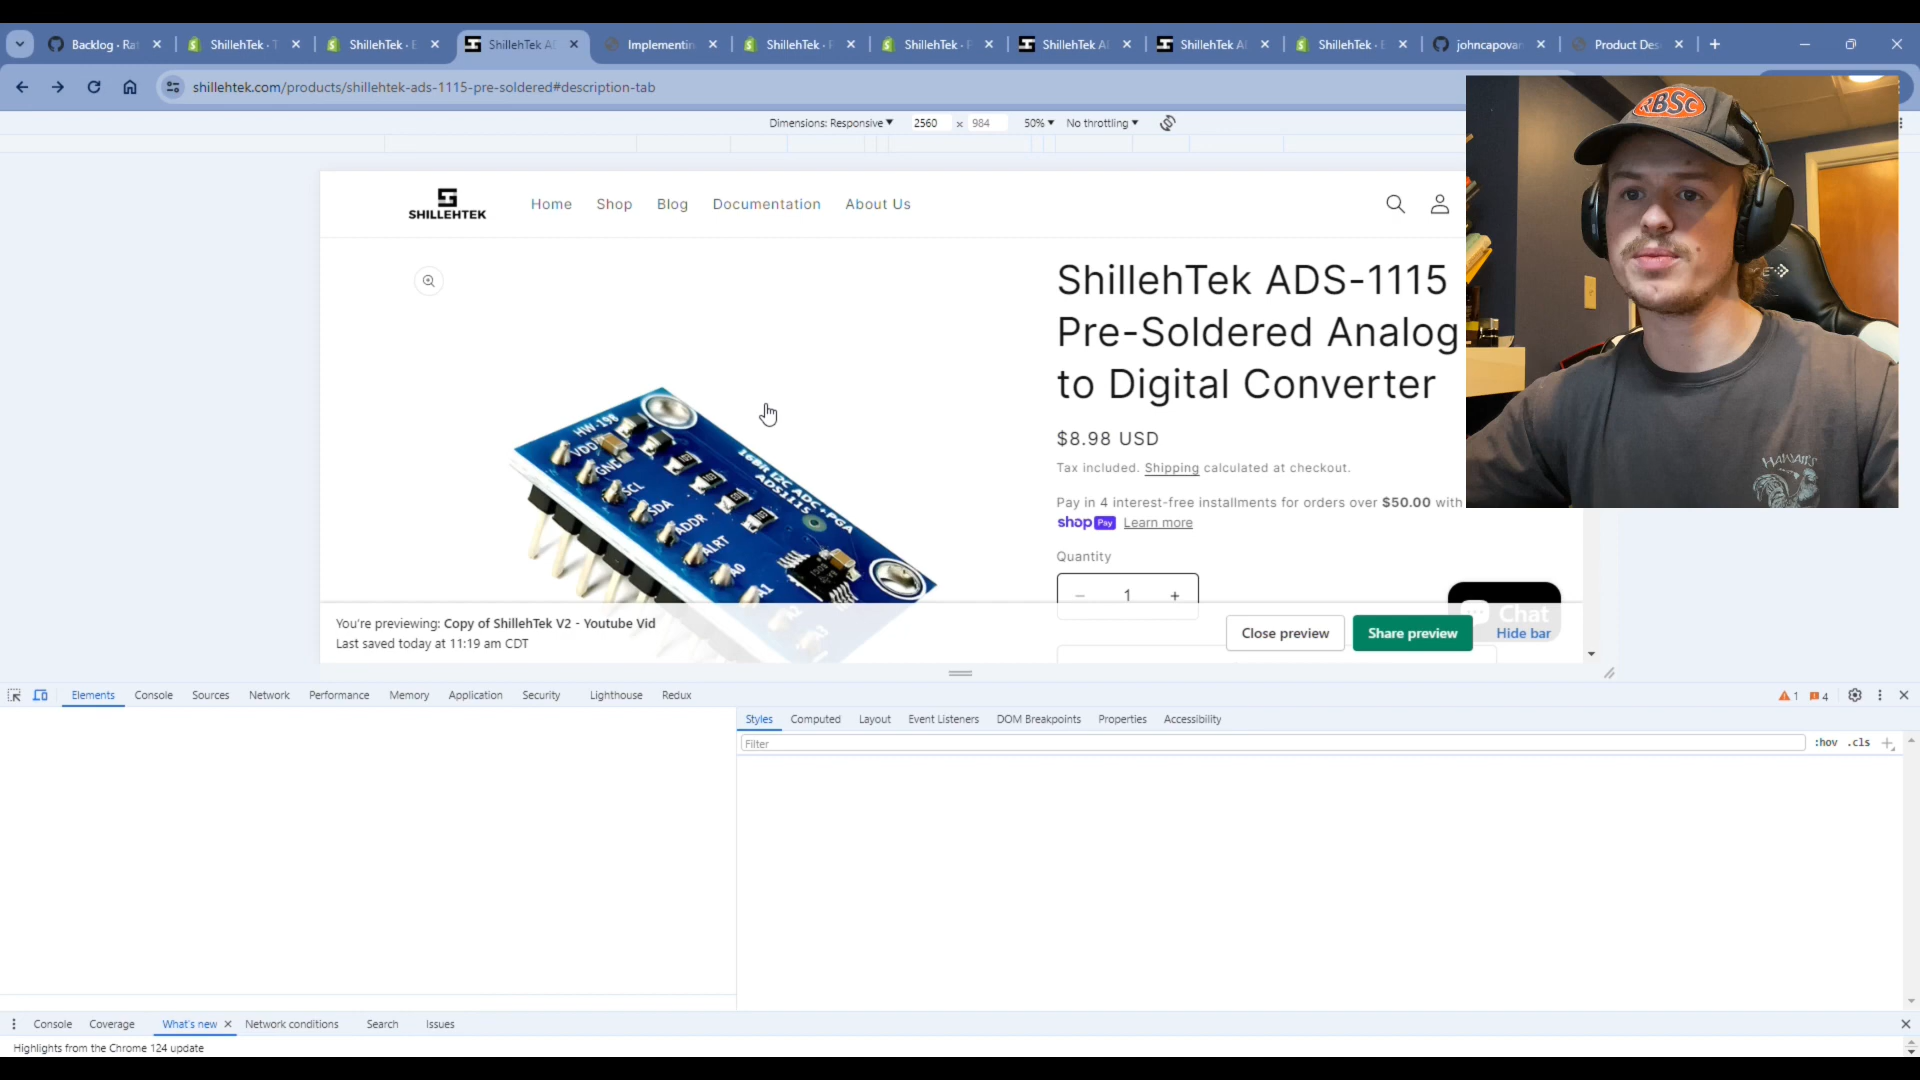 Backlog · Ra
ShillehTek · T
ShillehTek · E
ShillehTek AD
Implementin
ShillehTek · F
ShillehTek · F
ShillehTek A
ShillehTek A
ShillehTek · E
johncapovar
Product Des
shillehtek.com/products/shillehtek-ads-1115-pre-soldered#description-tab
Dimensions: Responsive 2560 x 984 50% No throttling
SHILLEHTEK
Home Shop Blog Documentation About Us
RBSC
HAWAII'S
ShillehTek ADS-1115
Pre-Soldered Analog
to Digital Converter
$8.98 USD
Tax included. Shipping calculated at checkout.
Pay in 4 interest-free installments for orders over $50.00 with
shop Pay Learn more
Quantity
− 1 +
HW-198
VDD
GND
SCL
SDA
ADDR
ALRT
A0
A1
A2
A3
16Bit I2C ADC+PGA
ADS1115
Chat
You're previewing: Copy of ShillehTek V2 - Youtube Vid
Last saved today at 11:19 am CDT
Close preview Share preview Hide bar
Elements Console Sources Network Performance Memory Application Security Lighthouse Redux
1 4
Styles Computed Layout Event Listeners DOM Breakpoints Properties Accessibility
Filter
:hov .cls
Console Coverage What's new Network conditions Search Issues
Highlights from the Chrome 124 update